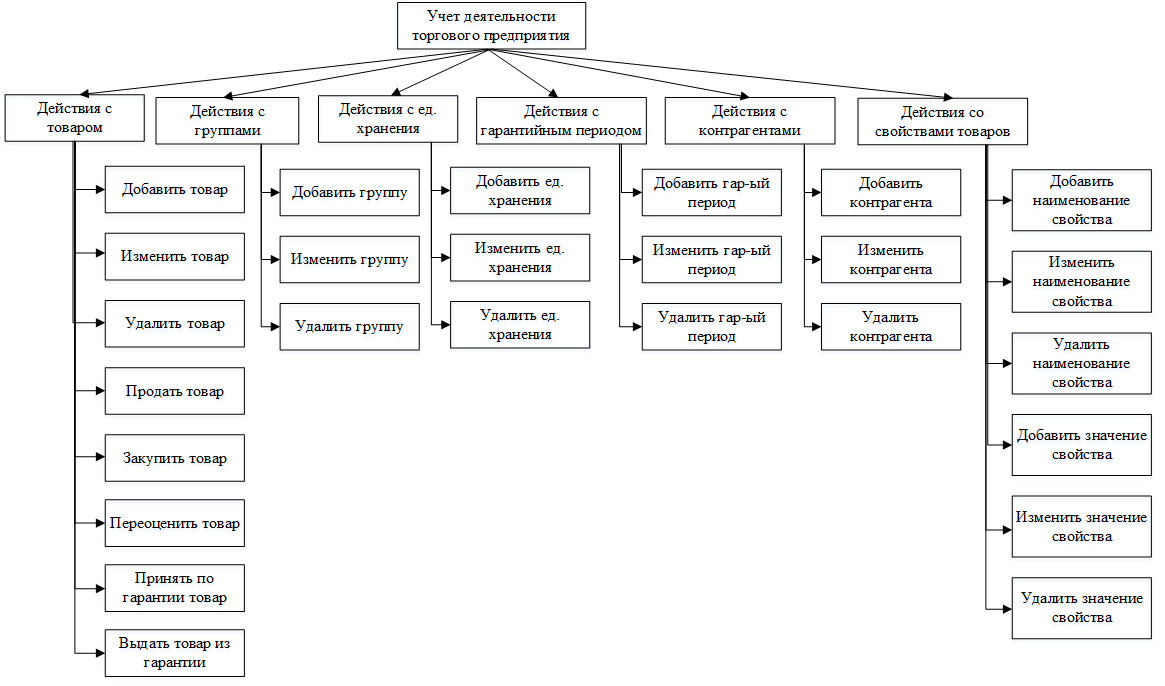 Учет деятельности
торгового предприятия
Действия с
товаром
Действия с
группами
Действия с ед.
хранения
Действия с
гарантийным периодом
Действия с
контрагентами
Действия со
свойствами товаров
Добавить товар
Изменить товар
Удалить товар
Продать товар
Закупить товар
Переоценить товар
Принять по
гарантии товар
Выдать товар из
гарантии
Добавить группу
Изменить группу
Удалить группу
Добавить ед.
хранения
Изменить ед.
хранения
Удалить ед.
хранения
Добавить гар-ый
период
Изменить гар-ый
период
Удалить гар-ый
период
Добавить
контрагента
Изменить
контрагента
Удалить
контрагента
Добавить
наименование
свойства
Изменить
наименование
свойства
Удалить
наименование
свойства
Добавить значение
свойства
Изменить значение
свойства
Удалить значение
свойства